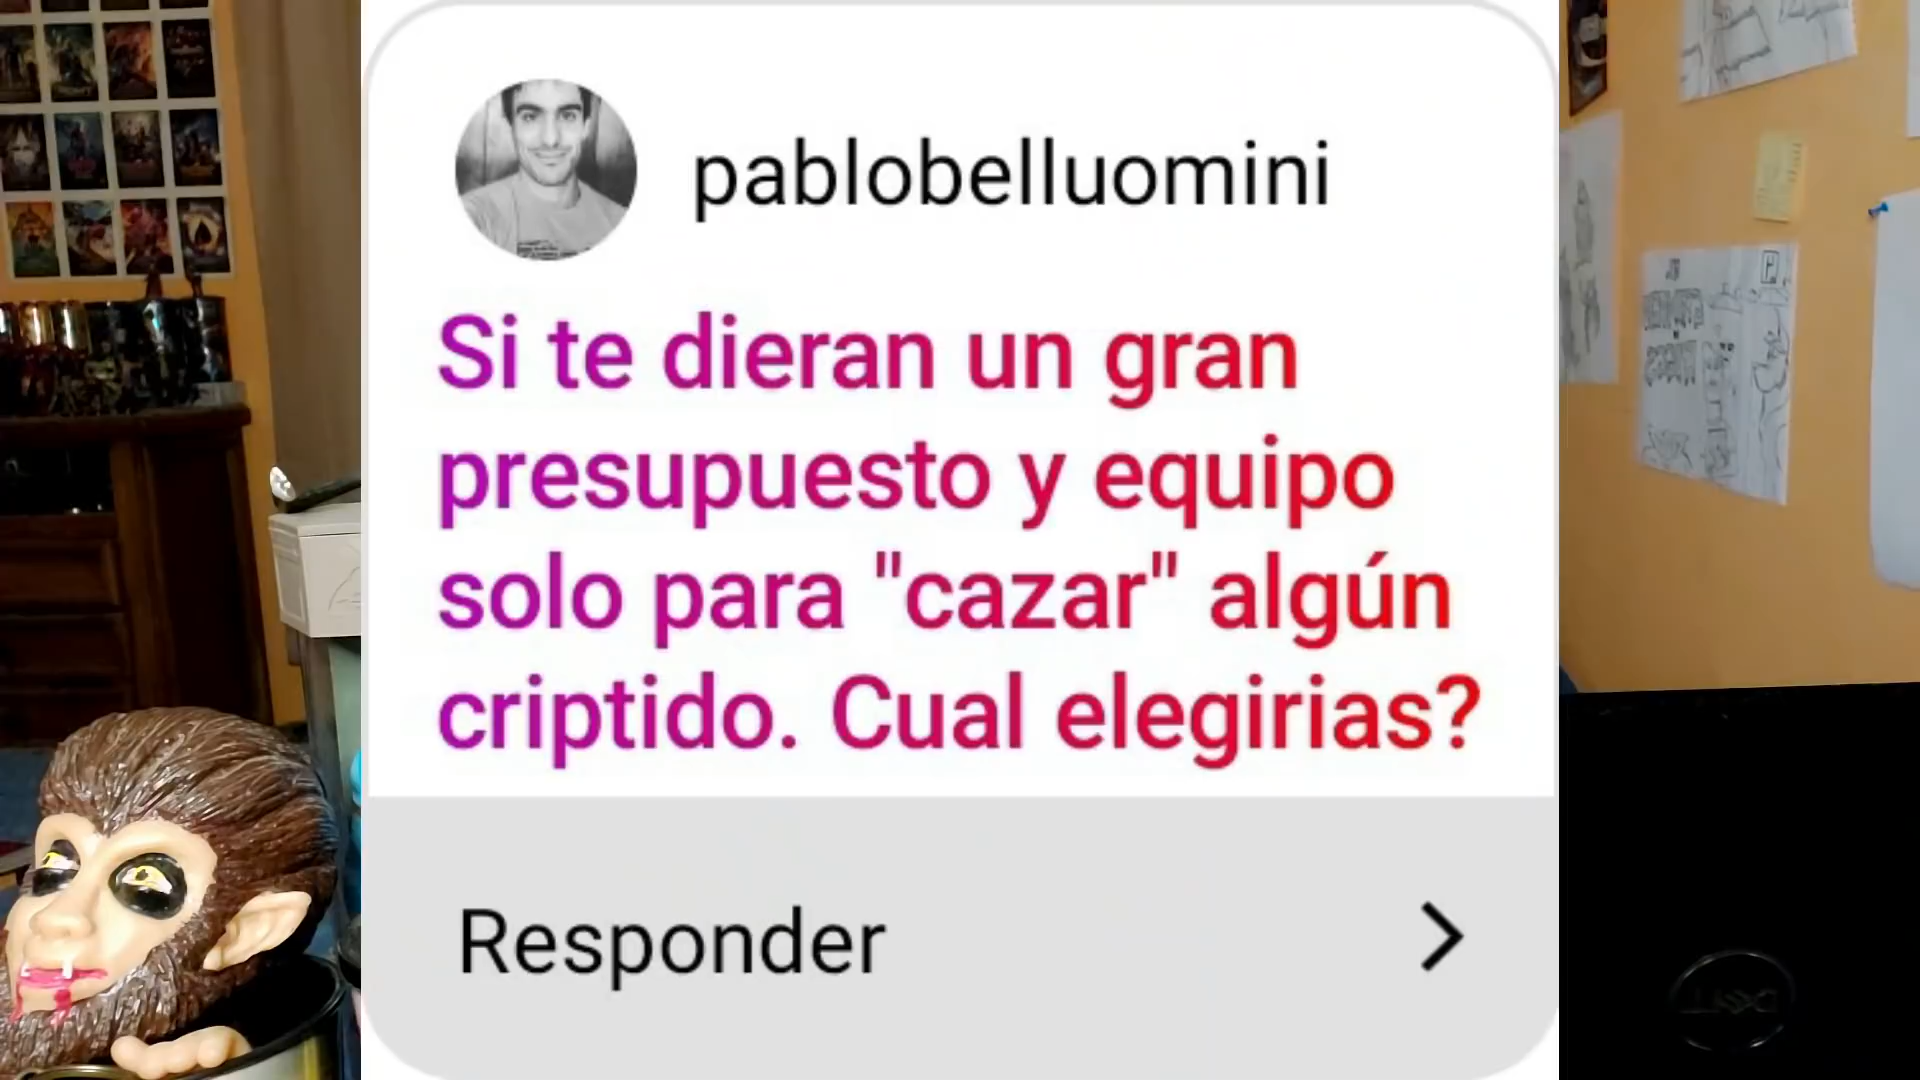 pablobelluomini
Si te dieran un gran
presupuesto y equipo
solo para "cazar" algún
criptido. Cual elegirias?
Responder